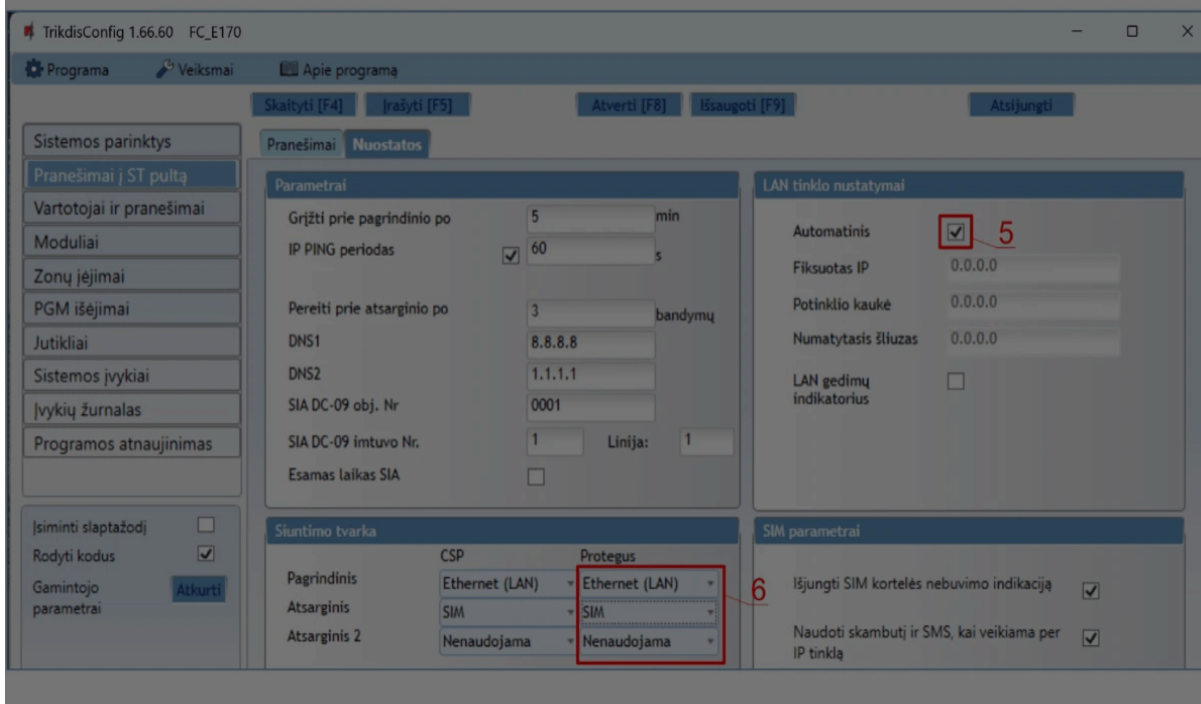 TrikdisConfig 1.66.60 FC_E170
Programa Veiksmai Apie programą
Skaityti [F4] Įrašyti [F5] Atverti [F8] Išsaugoti [F9] Atsijungti
Sistemos parinktys
Pranešimai į ST pultą
Vartotojai ir pranešimai
Moduliai
Zonų įėjimai
PGM išėjimai
Jutikliai
Sistemos įvykiai
Įvykių žurnalas
Programos atnaujinimas
Įsiminti slaptažodį
Rodyti kodus
Gamintojo
parametrai
Atkurti
Pranešimai Nuostatos
Parametrai
Grįžti prie pagrindinio po 5 min
IP PING periodas 60 s
Pereiti prie atsarginio po 3 bandymų
DNS1 8.8.8.8
DNS2 1.1.1.1
SIA DC-09 obj. Nr 0001
SIA DC-09 imtuvo Nr. 1 Linija: 1
Esamas laikas SIA
LAN tinklo nustatymai
Automatinis 5
Fiksuotas IP 0.0.0.0
Potinklio kaukė 0.0.0.0
Numatytasis šliuzas 0.0.0.0
LAN gedimų
indikatorius
Siuntimo tvarka
CSP Protegus
Pagrindinis Ethernet (LAN) Ethernet (LAN)
Atsarginis SIM SIM
Atsarginis 2 Nenaudojama Nenaudojama
6
SIM parametrai
Išjungti SIM kortelės nebuvimo indikaciją
Naudoti skambutį ir SMS, kai veikiama per
IP tinklą